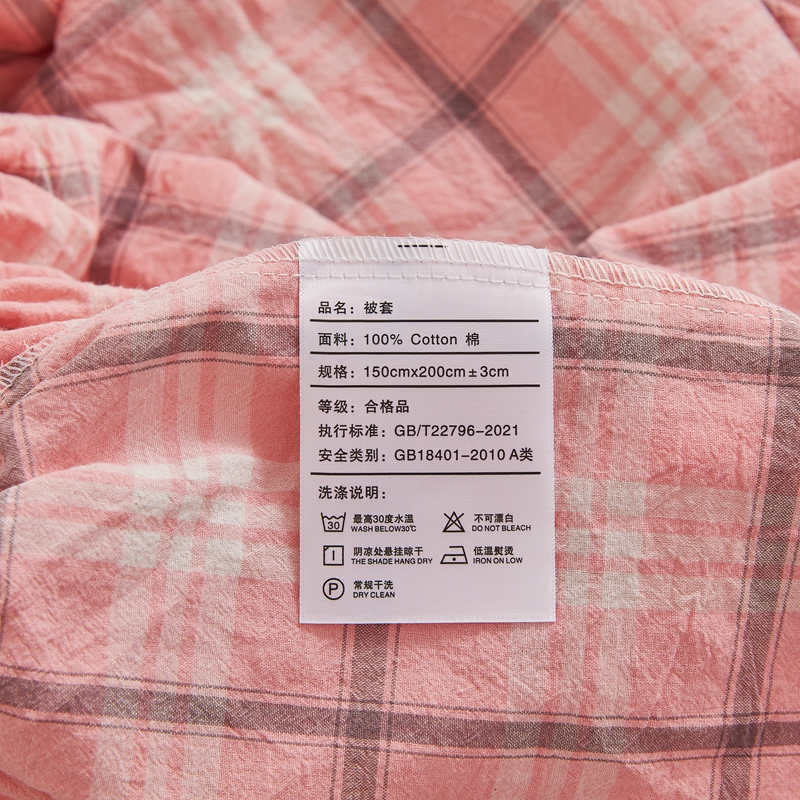 品名：被套
面料：100% Cotton 棉
规格：150cmx200cm±3cm
等级：合格品
执行标准：GB/T22796-2021
安全类别：GB18401-2010 A类
洗涤说明：
30 最高30度水温 WASH BELOW30℃
不可漂白 DO NOT BLEACH
阴凉处悬挂晾干 THE SHADE HANG DRY
低温熨烫 IRON ON LOW
P 常规干洗 DRY CLEAN